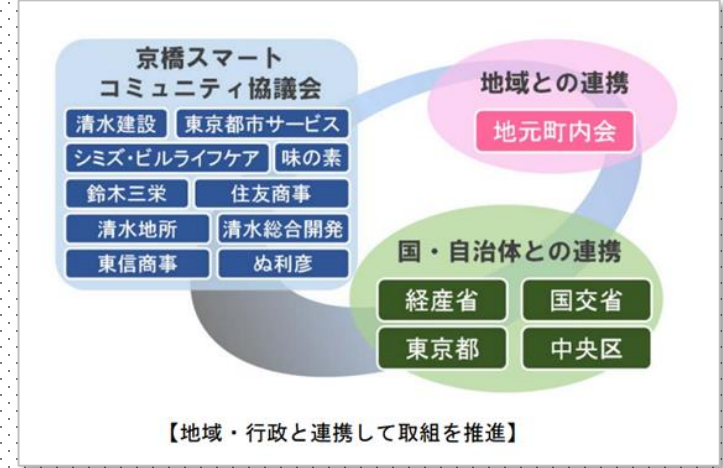 京橋スマート
コミュニティ協議会
清水建設 東京都市サービス
シミズ・ビルライフケア 味の素
鈴木三栄 住友商事
清水地所 清水総合開発
東信商事 ぬ利彦
地域との連携
地元町内会
国・自治体との連携
経産省 国交省
東京都 中央区
【地域・行政と連携して取組を推進】